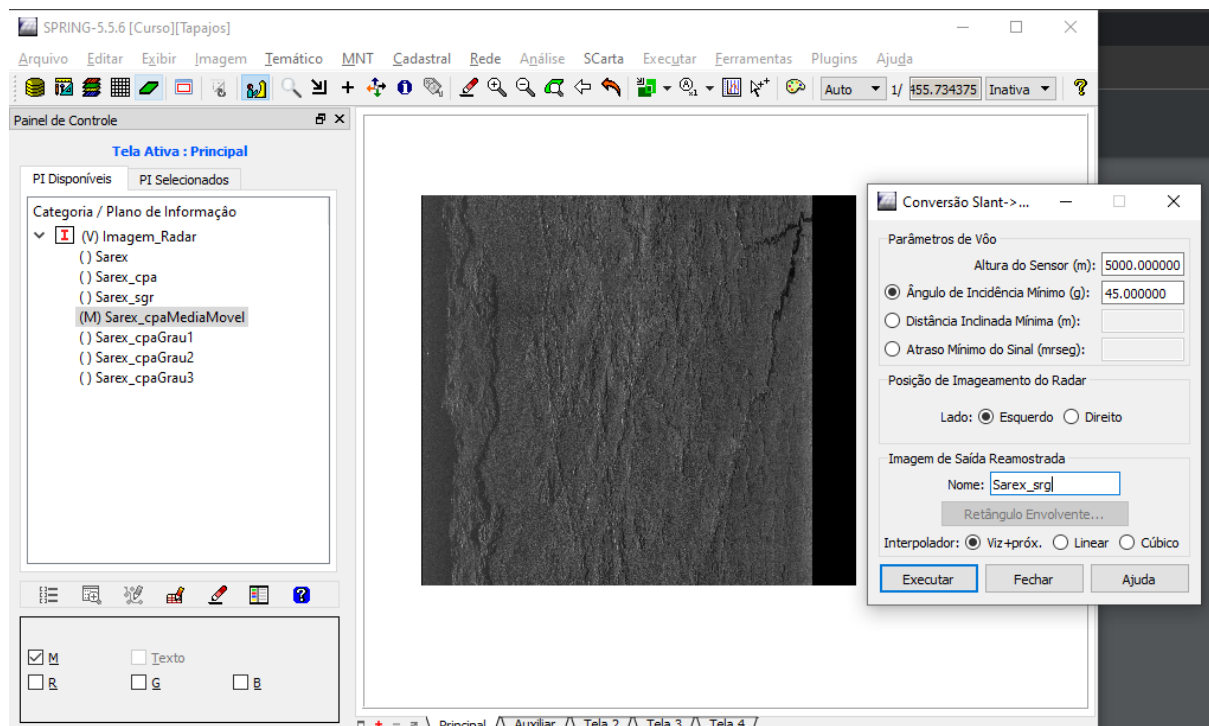 SPRING-5.5.6 [Curso][Tapajos]
Arquivo Editar Exibir Imagem Temático MNT Cadastral Rede Análise SCarta Executar Ferramentas Plugins Ajuda
Auto 1/ 455.734375 Inativa
Painel de Controle
Tela Ativa : Principal
PI Disponíveis PI Selecionados
Categoria / Plano de Informação
(V) Imagem_Radar
() Sarex
() Sarex_cpa
() Sarex_sgr
(M) Sarex_cpaMediaMovel
() Sarex_cpaGrau1
() Sarex_cpaGrau2
() Sarex_cpaGrau3
M Texto
R G B
Principal Auxiliar Tela 2 Tela 3 Tela 4
Conversão Slant->...
Parâmetros de Vôo
Altura do Sensor (m): 5000.000000
Ângulo de Incidência Mínimo (g): 45.000000
Distância Inclinada Mínima (m):
Atraso Mínimo do Sinal (mrseg):
Posição de Imageamento do Radar
Lado: Esquerdo Direito
Imagem de Saída Reamostrada
Nome: Sarex_srg
Retângulo Envolvente...
Interpolador: Viz+próx. Linear Cúbico
Executar Fechar Ajuda